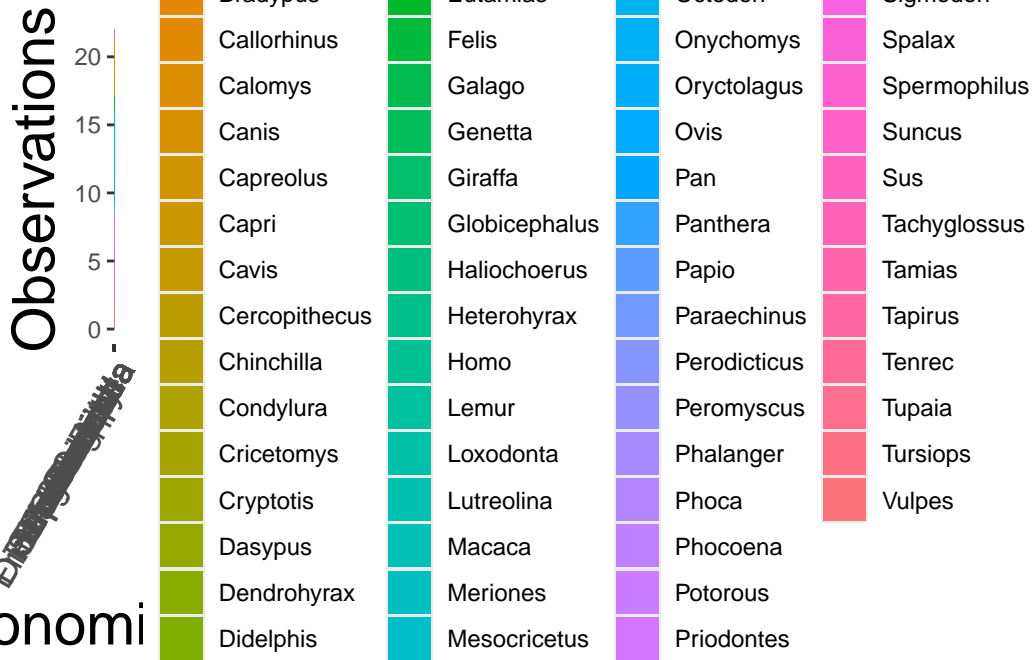 Observations
20
15
10
5
0
Callorhinus
Calomys
Canis
Capreolus
Capri
Cavis
Cercopithecus
Chinchilla
Condylura
Cricetomys
Cryptotis
Dasypus
Dendrohyrax
Didelphis
Felis
Galago
Genetta
Giraffa
Globicephalus
Haliochoerus
Heterohyrax
Homo
Lemur
Loxodonta
Lutreolina
Macaca
Meriones
Mesocricetus
Onychomys
Oryctolagus
Ovis
Pan
Panthera
Papio
Paraechinus
Perodicticus
Peromyscus
Phalanger
Phoca
Phocoena
Potorous
Priodontes
Spalax
Spermophilus
Suncus
Sus
Tachyglossus
Tamias
Tapirus
Tenrec
Tupaia
Tursiops
Vulpes
onomi